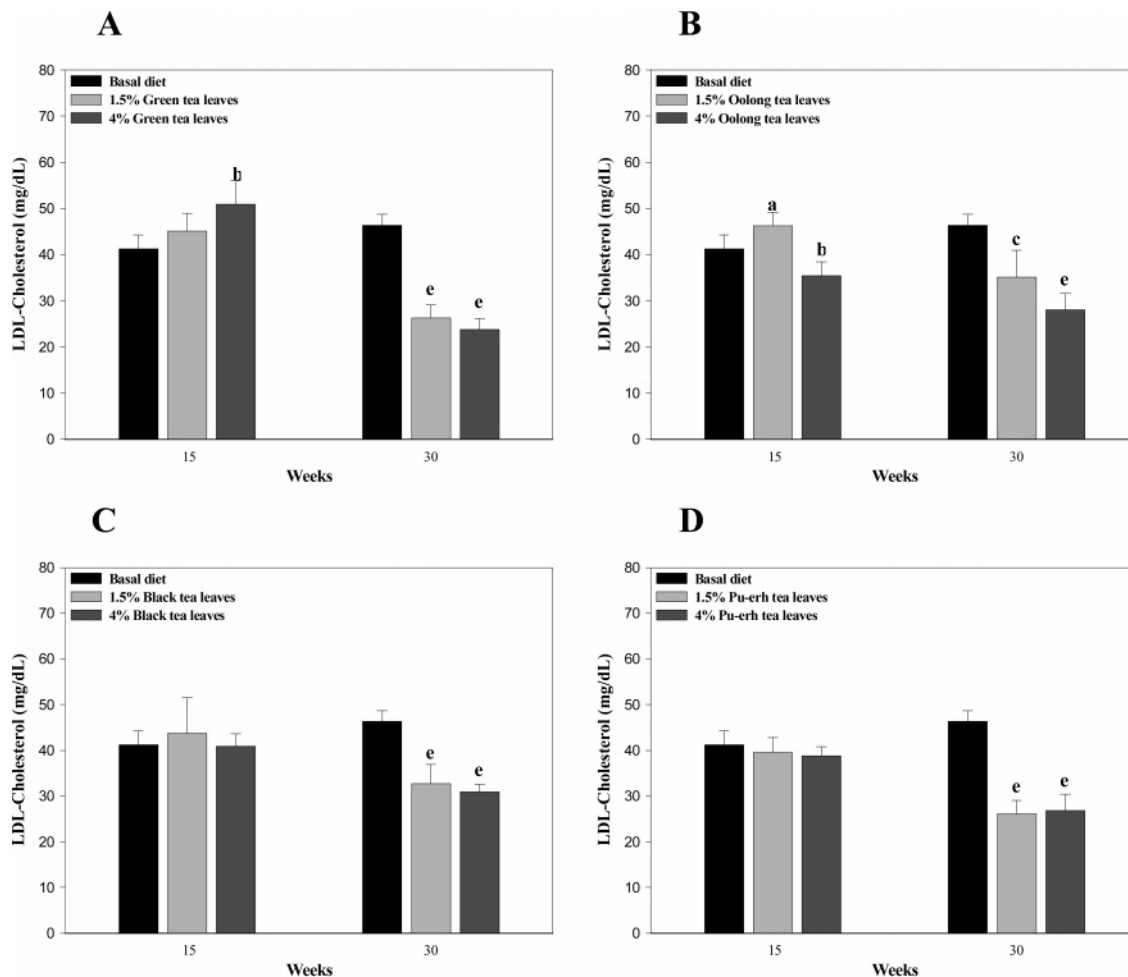 A
LDL-Cholesterol (mg/dL)
80
70
60
50
40
30
20
10
0
Basal diet
1.5% Green tea leaves
4% Green tea leaves
b
e
e
15
30
Weeks
B
LDL-Cholesterol (mg/dL)
80
70
60
50
40
30
20
10
0
Basal diet
1.5% Oolong tea leaves
4% Oolong tea leaves
a
b
c
e
15
30
Weeks
C
LDL-Cholesterol (mg/dL)
80
70
60
50
40
30
20
10
0
Basal diet
1.5% Black tea leaves
4% Black tea leaves
e
e
15
30
Weeks
D
LDL-Cholesterol (mg/dL)
80
70
60
50
40
30
20
10
0
Basal diet
1.5% Pu-erh tea leaves
4% Pu-erh tea leaves
e
e
15
30
Weeks